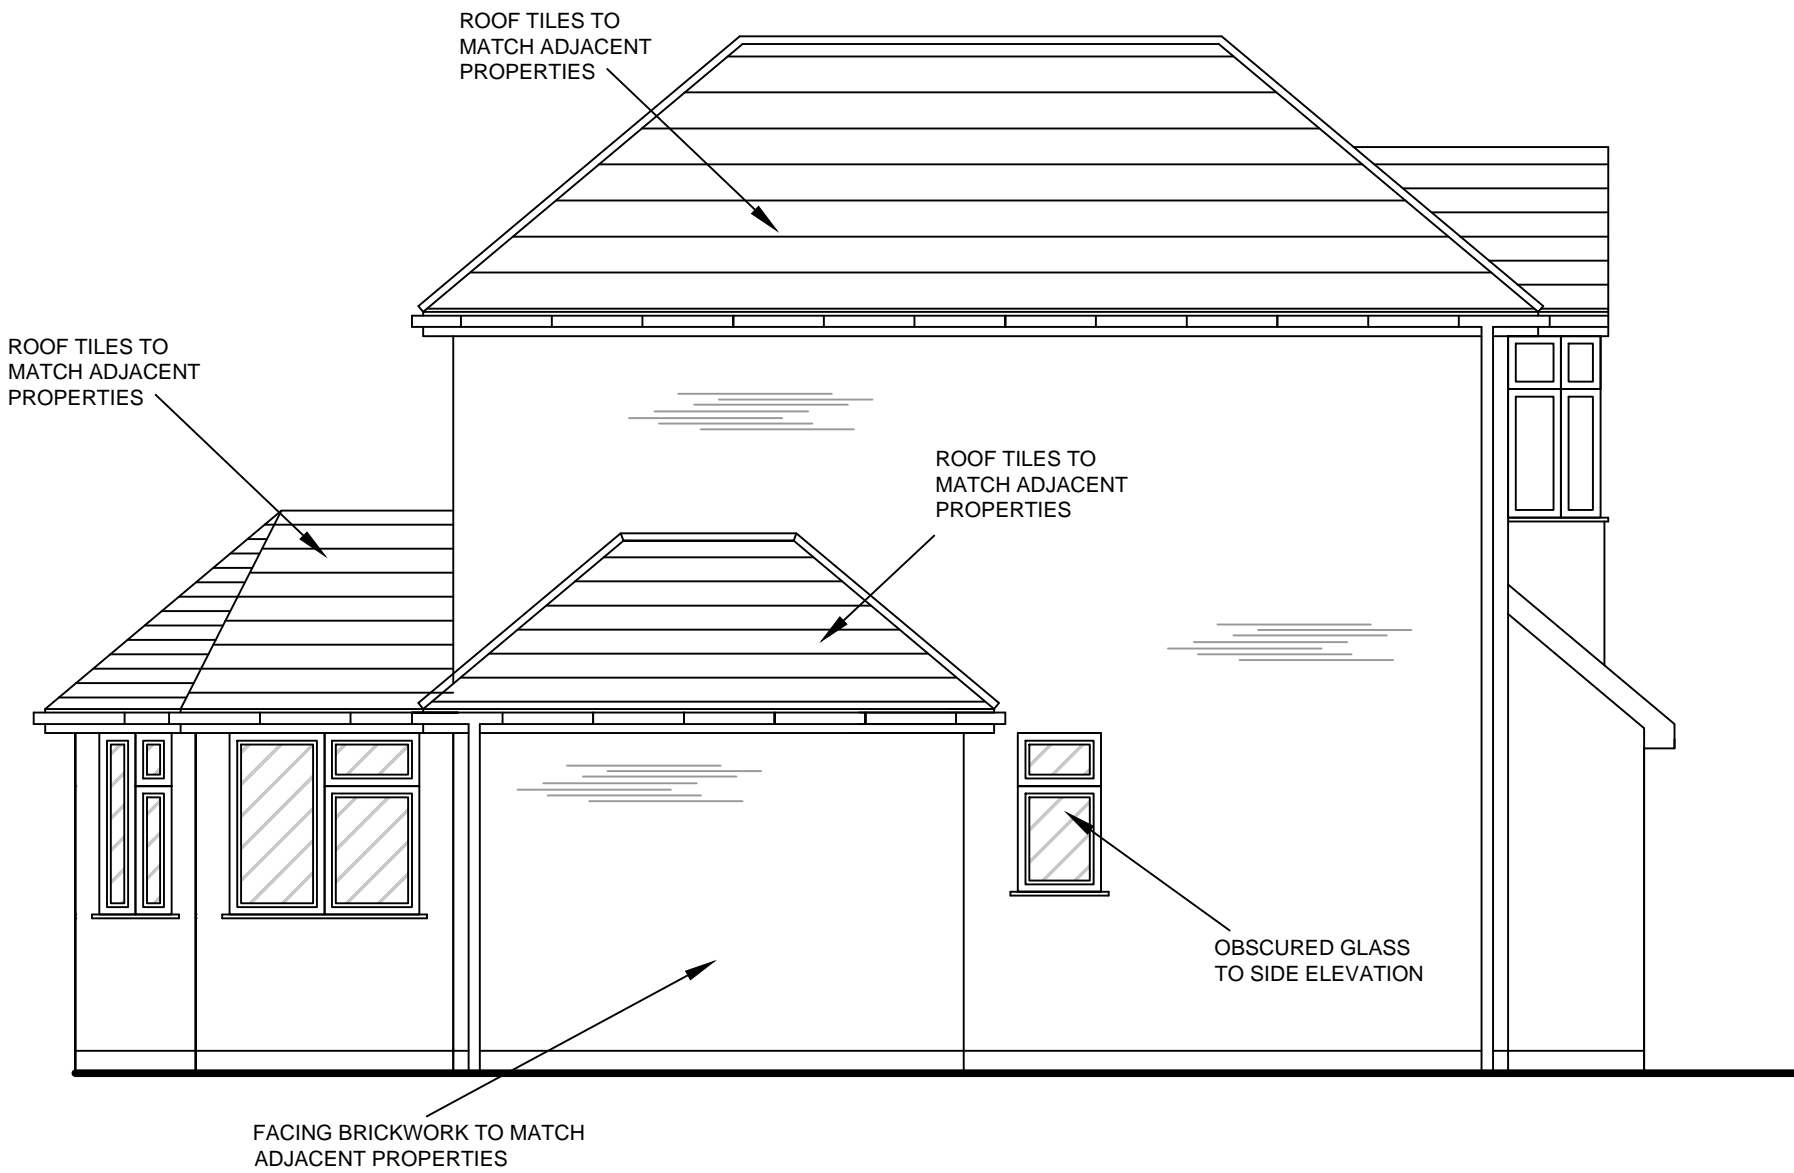 ROOF TILES TO
MATCH ADJACENT
PROPERTIES
ROOF TILES TO
MATCH ADJACENT
PROPERTIES
ROOF TILES TO
MATCH ADJACENT
PROPERTIES
OBSCURED GLASS
TO SIDE ELEVATION
FACING BRICKWORK TO MATCH
ADJACENT PROPERTIES